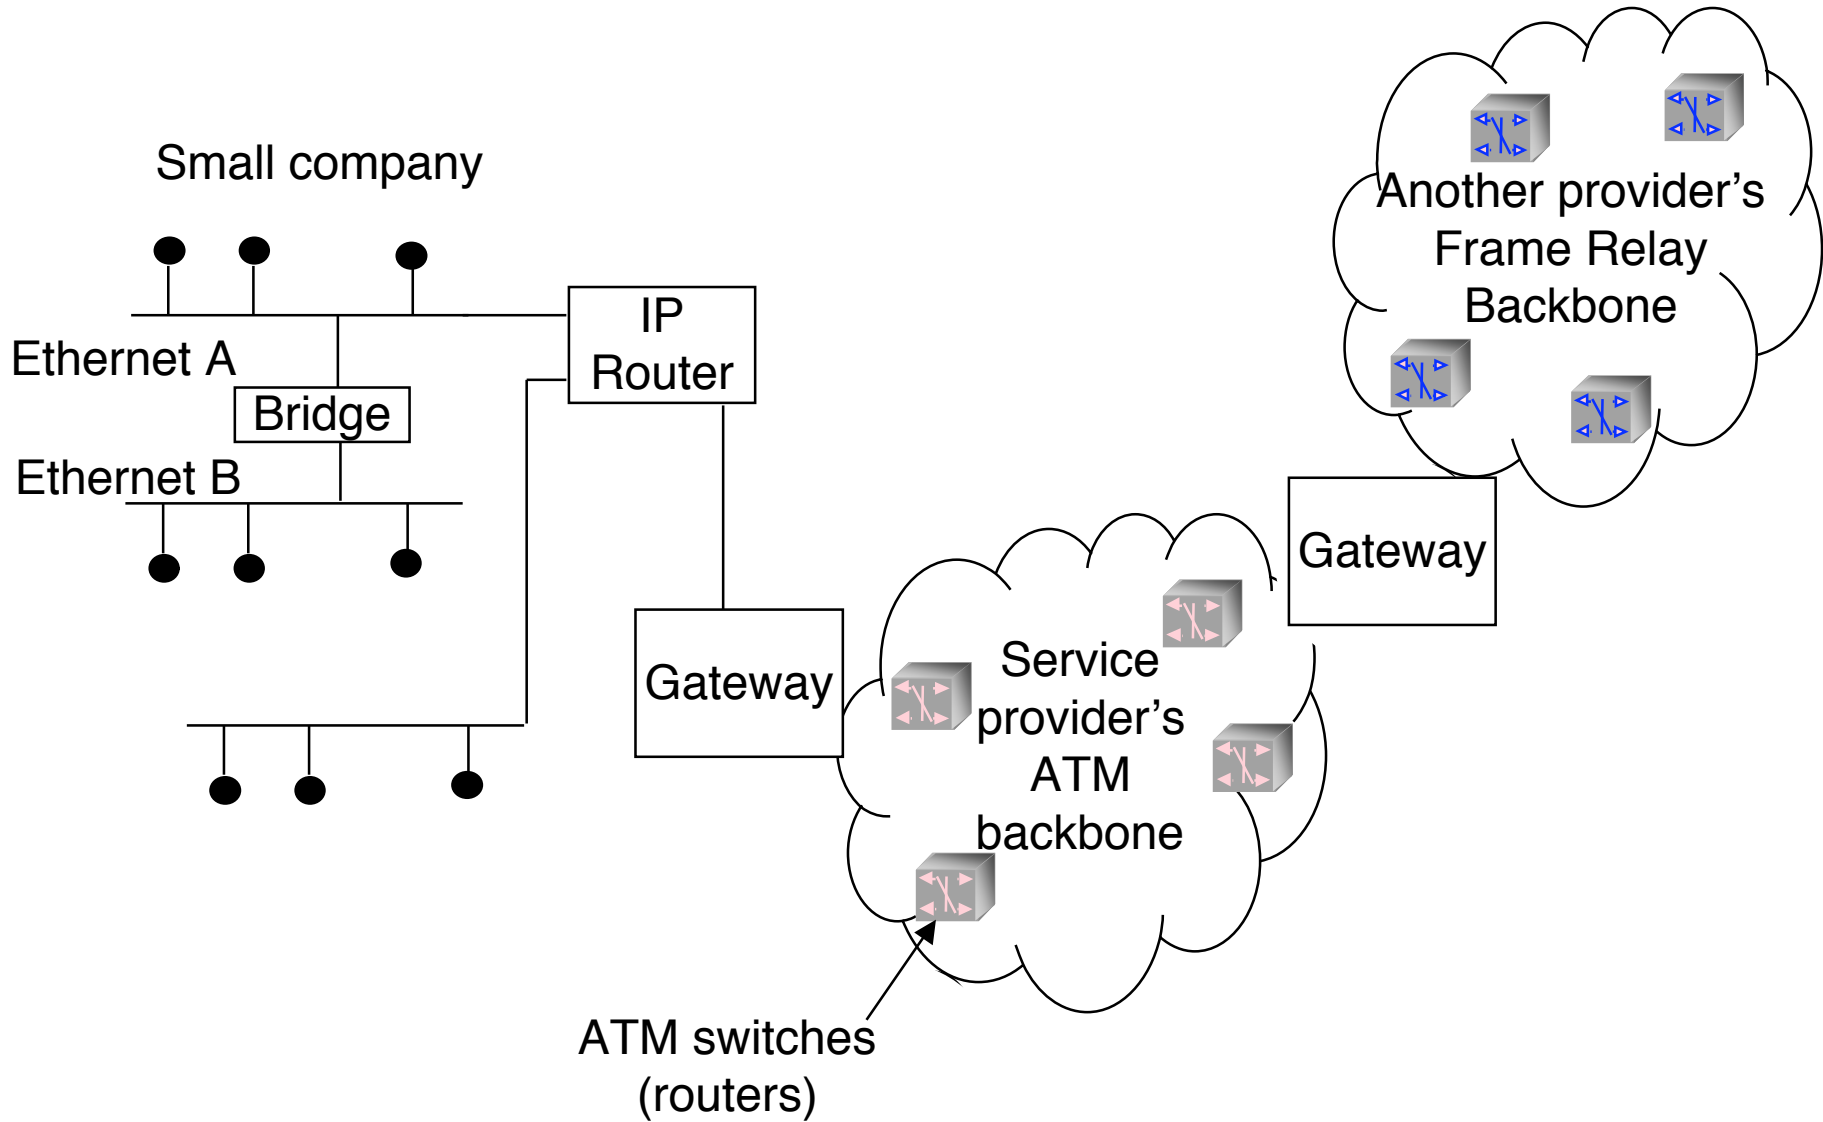 Small company
Ethernet A
Bridge
Ethernet B
IP
Router
Gateway
Service
provider’s
ATM
backbone
ATM switches
(routers)
Gateway
Another provider’s
Frame Relay
Backbone